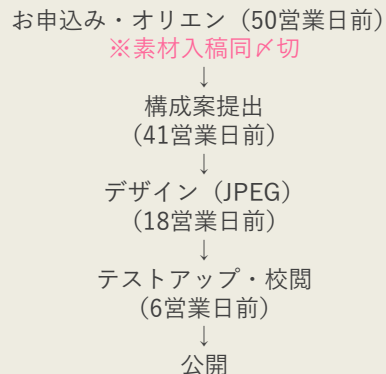 お申込み・オリエン（50営業日前）
※素材入稿同〆切
↓
構成案提出
（41営業日前）
↓
デザイン（JPEG）
（18営業日前）
↓
テストアップ・校閲
（6営業日前）
↓
公開